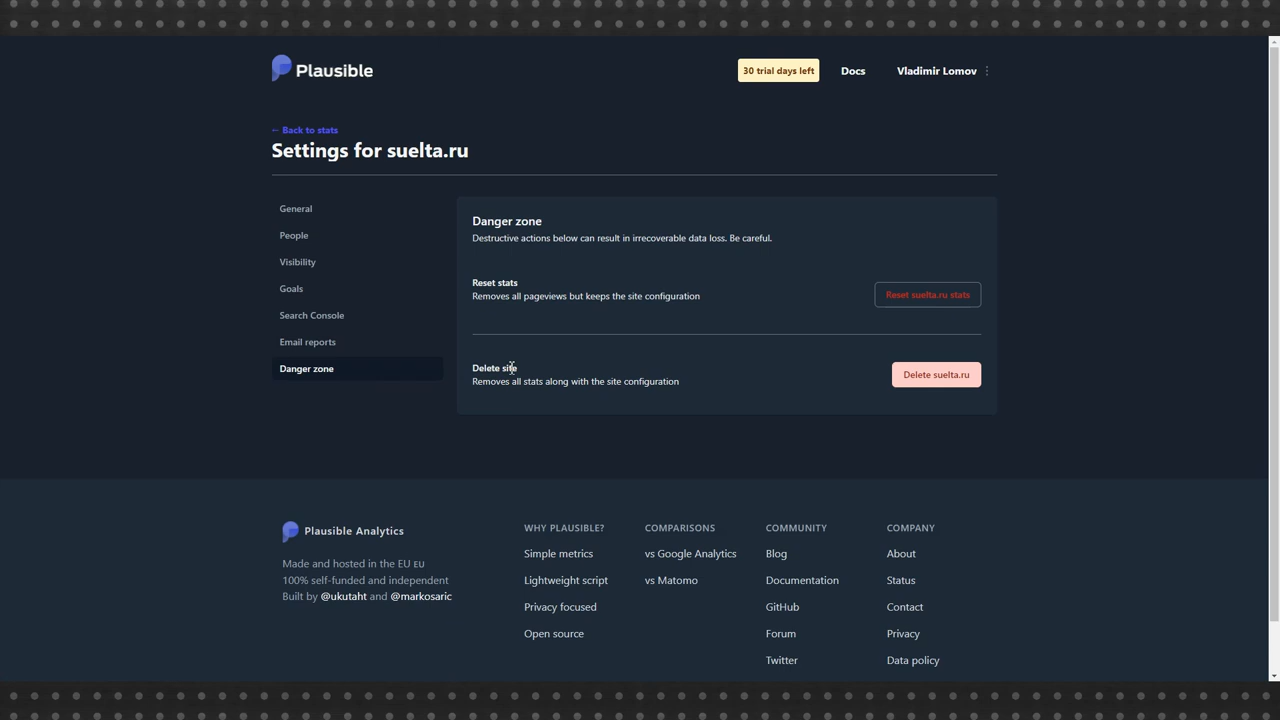 Plausible
30 trial days left
Docs
Vladimir Lomov
← Back to stats
Settings for suelta.ru
General
People
Visibility
Goals
Search Console
Email reports
Danger zone
Danger zone
Destructive actions below can result in irrecoverable data loss. Be careful.
Reset stats
Removes all pageviews but keeps the site configuration
Reset suelta.ru stats
Delete site
Removes all stats along with the site configuration
Delete suelta.ru
Plausible Analytics
Made and hosted in the EU EU
100% self-funded and independent
Built by @ukutaht and @markosaric
WHY PLAUSIBLE?
Simple metrics
Lightweight script
Privacy focused
Open source
COMPARISONS
vs Google Analytics
vs Matomo
COMMUNITY
Blog
Documentation
GitHub
Forum
Twitter
COMPANY
About
Status
Contact
Privacy
Data policy